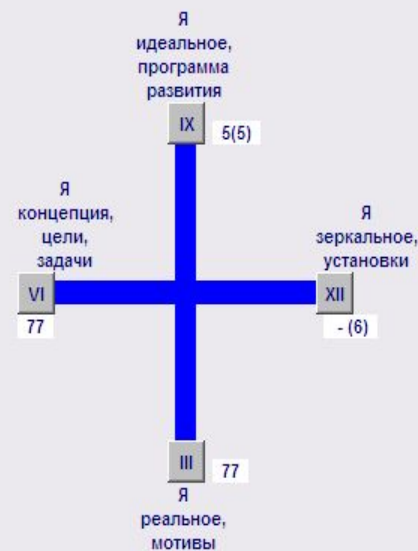 Я
идеальное,
программа
развития
IX
5(5)
Я
концепция,
цели,
задачи
VI
77
Я
зеркальное,
установки
XII
- (6)
III
77
Я
реальное,
мотивы